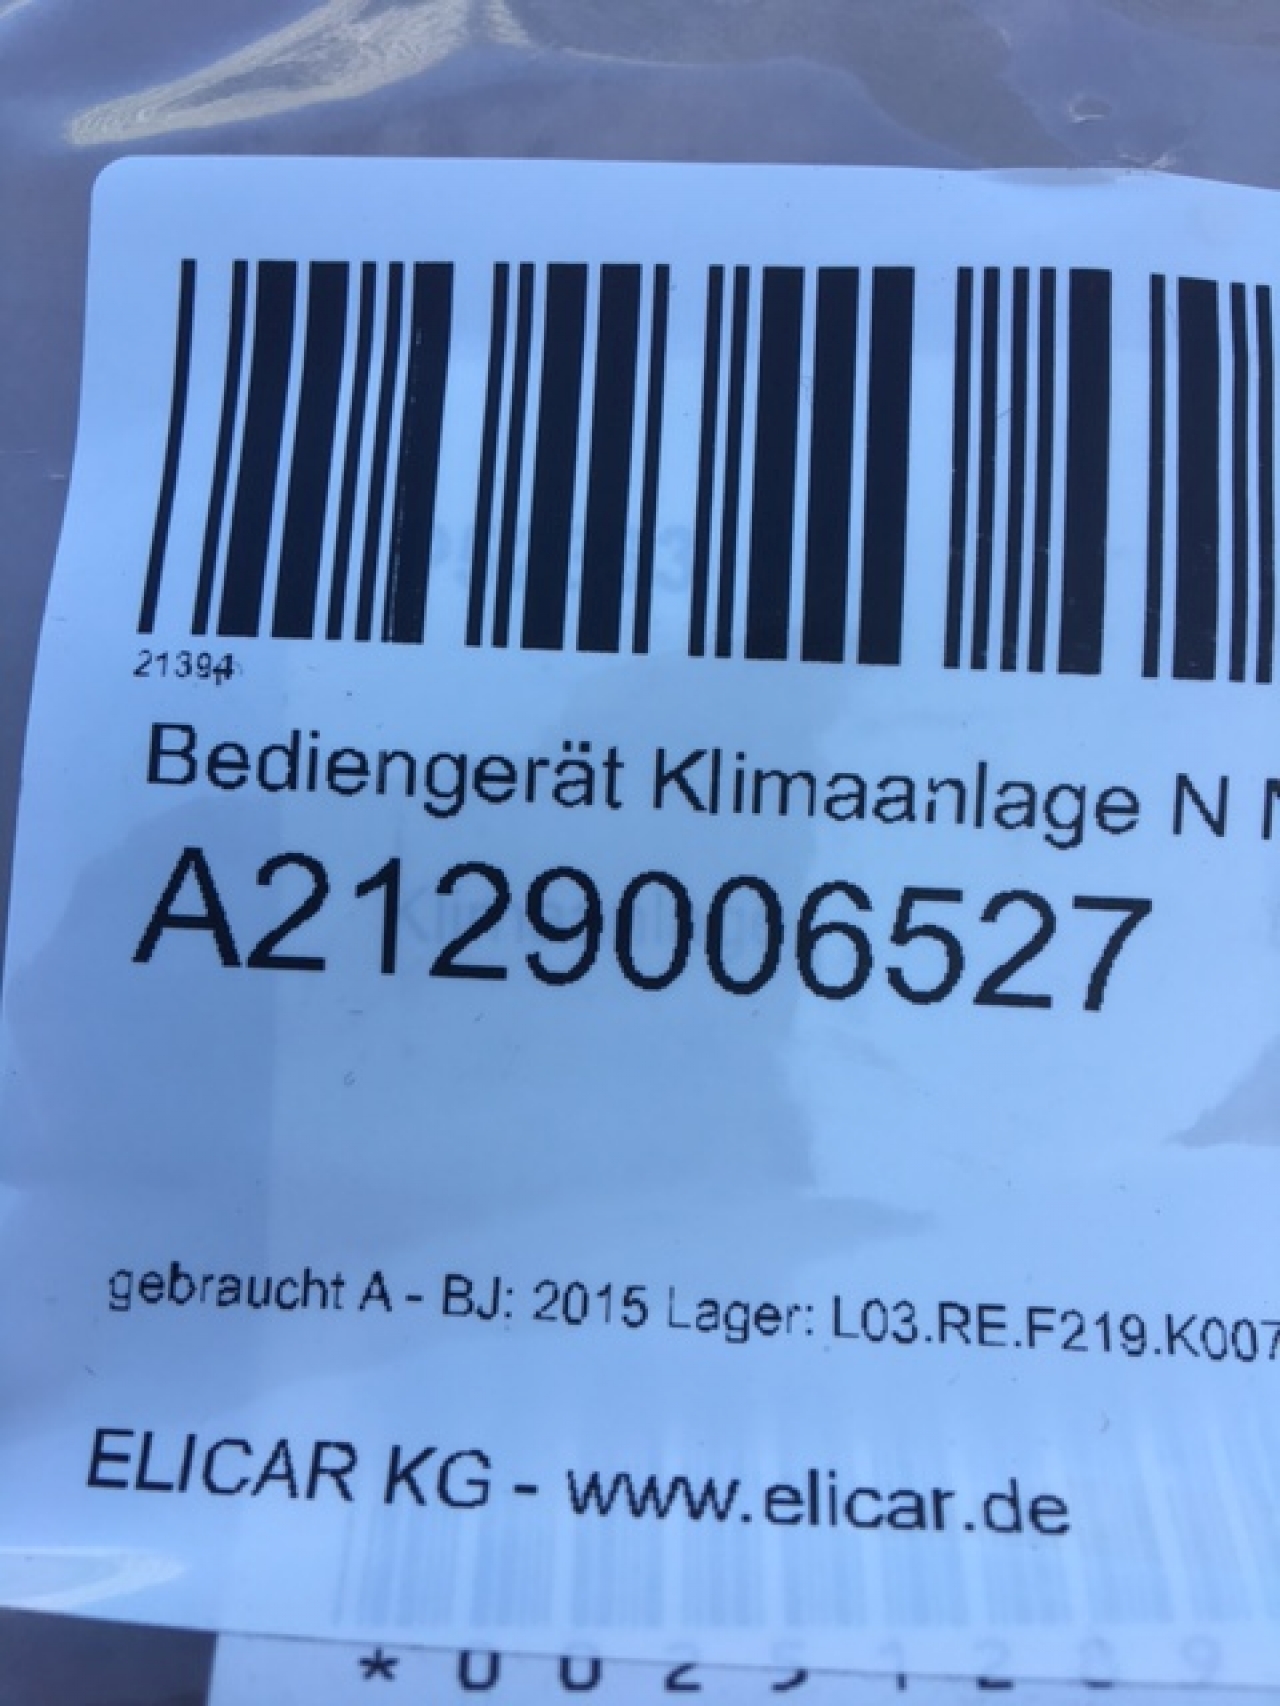 21394
Bediengerät Klimaanlage N
A2129006527
gebraucht A - BJ: 2015 Lager: L03.RE.F219.K007
ELICAR KG - www.elicar.de